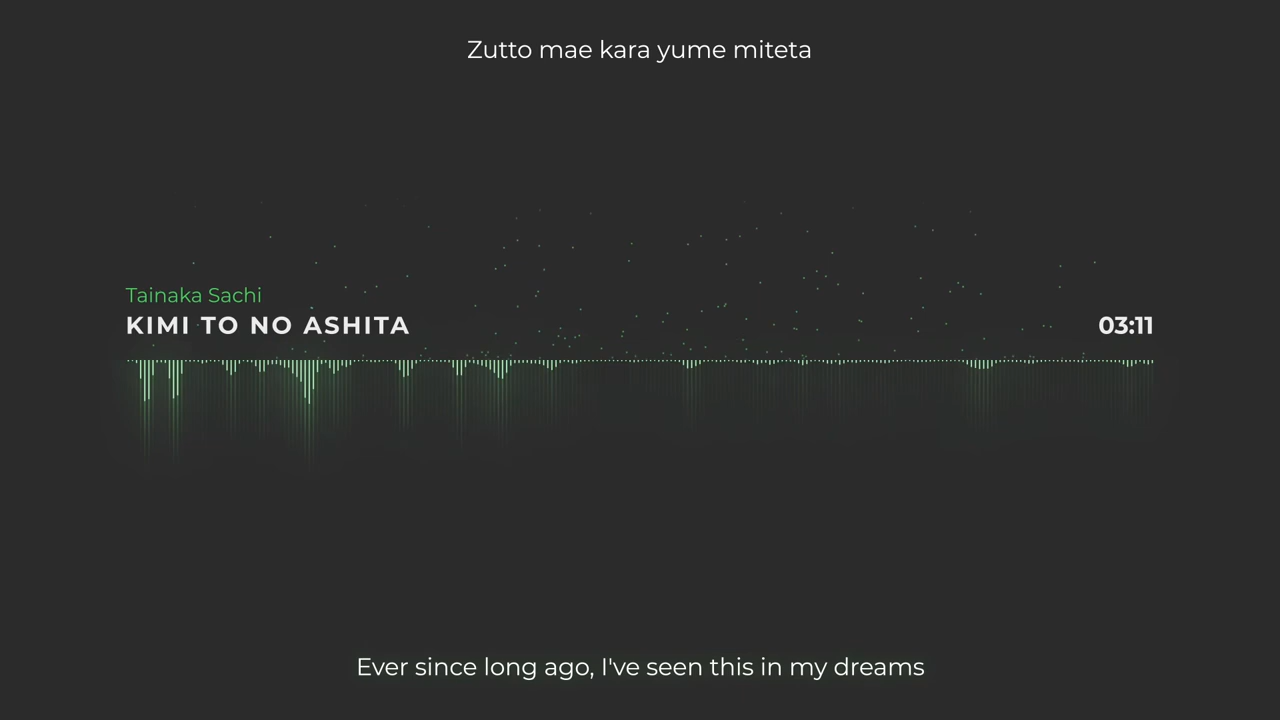 Zutto mae kara yume miteta
Tainaka Sachi
KIMI TO NO ASHITA
03:11
Ever since long ago, I've seen this in my dreams